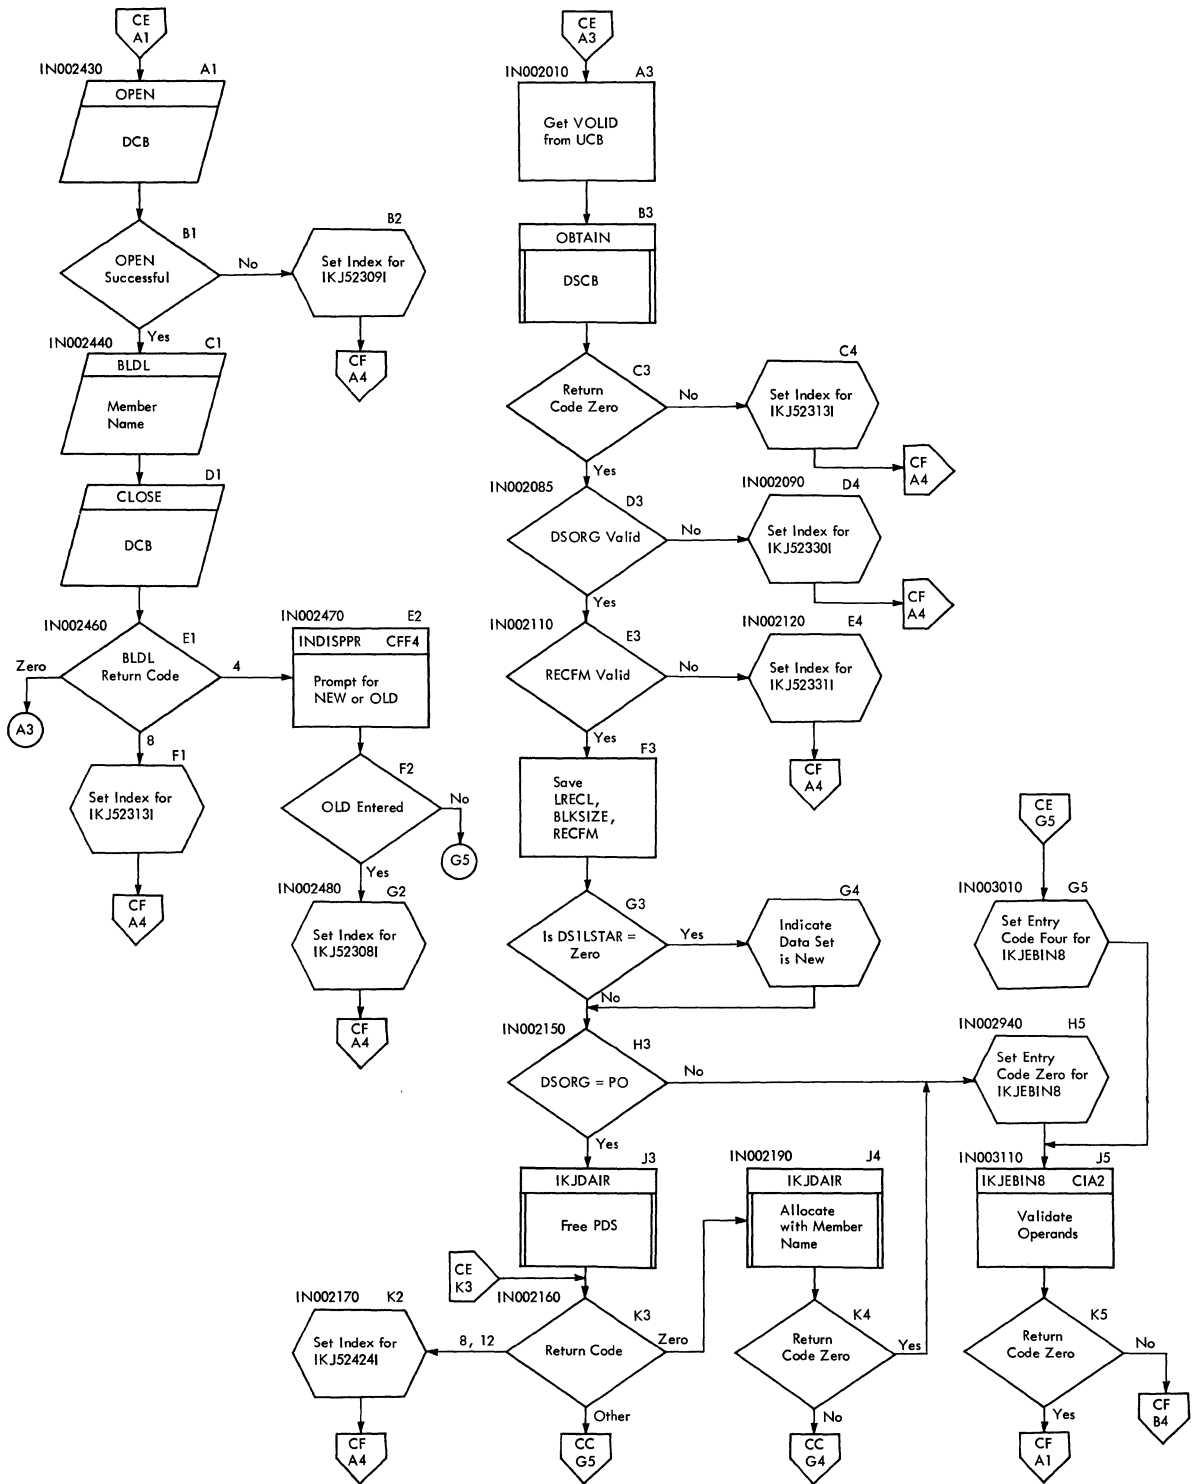 CE
A1
IN002430
A1
OPEN
DCB
B1
OPEN
Successful
No
B2
Set Index for
IKJ52309I
CF
A4
Yes
IN002440
C1
BLDL
Member
Name
D1
CLOSE
DCB
IN002460
E1
BLDL
Return Code
Zero
A3
4
8
F1
Set Index for
IKJ52313I
CF
A4
IN002470
E2
INDISPPR CFF4
Prompt for
NEW or OLD
F2
OLD Entered
No
G5
Yes
IN002480
G2
Set Index for
IKJ52308I
CF
A4
CE
A3
IN002010
A3
Get VOLID
from UCB
B3
OBTAIN
DSCB
C3
Return
Code Zero
No
C4
Set Index for
IKJ52313I
CF
A4
Yes
IN002085
D3
DSORG Valid
No
IN002090
D4
Set Index for
IKJ52330I
CF
A4
Yes
IN002110
E3
RECFM Valid
No
IN002120
E4
Set Index for
IKJ52331I
CF
A4
Yes
F3
Save
LRECL,
BLKSIZE,
RECFM
G3
Is DS1LSTAR =
Zero
Yes
G4
Indicate
Data Set
is New
No
IN002150
H3
DSORG = PO
No
Yes
J3
IKJDAIR
Free PDS
CE
K3
IN002160
K3
Return Code
8, 12
IN002170
K2
Set Index for
IKJ52424I
CF
A4
Other
CC
G5
Zero
IN002190
J4
IKJDAIR
Allocate
with Member
Name
K4
Return
Code Zero
Yes
No
CC
G4
CE
G5
IN003010
G5
Set Entry
Code Four for
IKJEBIN8
IN002940
H5
Set Entry
Code Zero for
IKJEBIN8
IN003110
J5
IKJEBIN8 CIA2
Validate
Operands
K5
Return
Code Zero
No
CF
B4
Yes
CF
A1